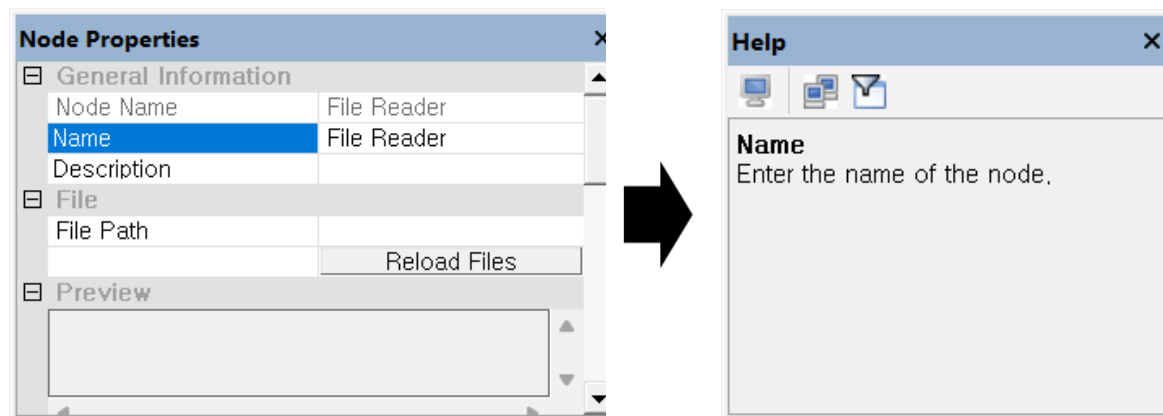 Node Properties
General Information
Node Name File Reader
Name File Reader
Description
File
File Path
Reload Files
Preview
Help
Name
Enter the name of the node.